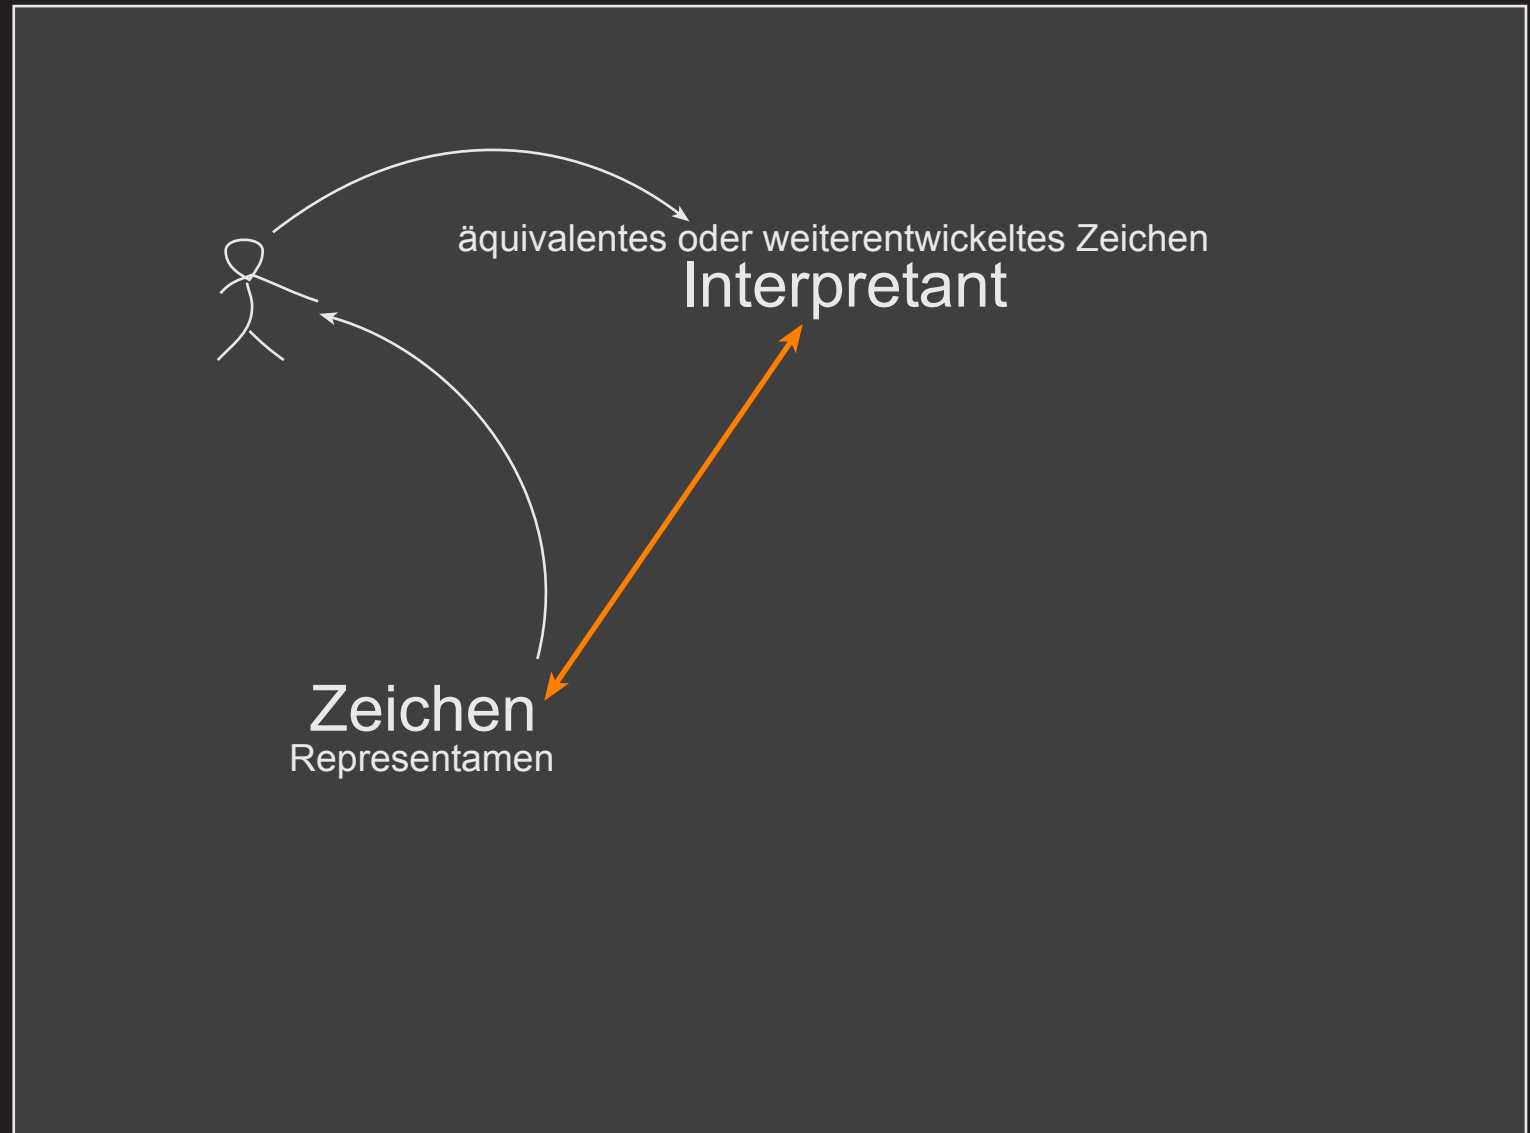 äquivalentes oder weiterentwickeltes Zeichen
Interpretant
Zeichen
Representamen